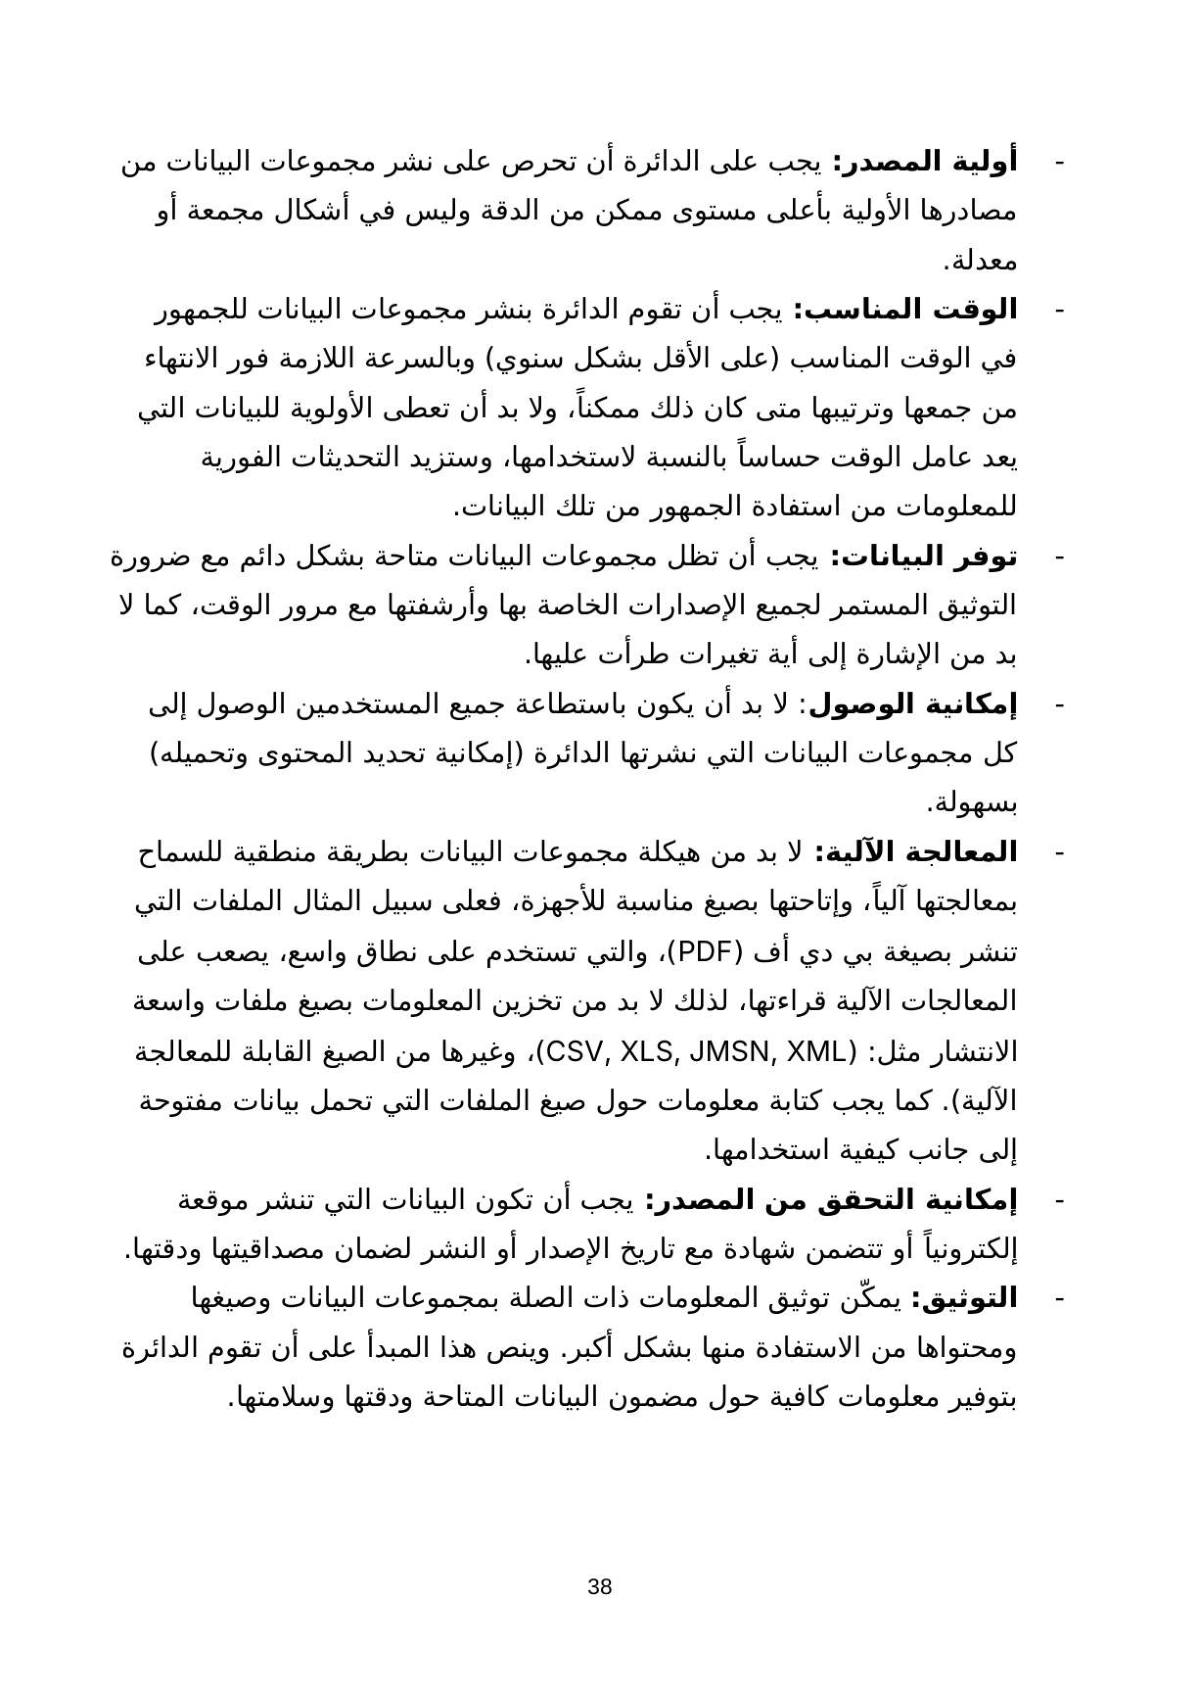 - أولية المصدر: يجب على الدائرة أن تحرص على نشر مجموعات البيانات من
مصادرها الأولية بأعلى مستوى ممكن من الدقة وليس في أشكال مجمعة أو
معدلة.
- الوقت المناسب: يجب أن تقوم الدائرة بنشر مجموعات البيانات للجمهور
في الوقت المناسب (على الأقل بشكل سنوي) وبالسرعة اللازمة فور الانتهاء
من جمعها وترتيبها متى كان ذلك ممكناً، ولا بد أن تعطى الأولوية للبيانات التي
يعد عامل الوقت حساساً بالنسبة لاستخدامها، وستزيد التحديثات الفورية
للمعلومات من استفادة الجمهور من تلك البيانات.
- توفر البيانات: يجب أن تظل مجموعات البيانات متاحة بشكل دائم مع ضرورة
التوثيق المستمر لجميع الإصدارات الخاصة بها وأرشفتها مع مرور الوقت، كما لا
بد من الإشارة إلى أية تغيرات طرأت عليها.
- إمكانية الوصول: لا بد أن يكون باستطاعة جميع المستخدمين الوصول إلى
كل مجموعات البيانات التي نشرتها الدائرة (إمكانية تحديد المحتوى وتحميله)
بسهولة.
- المعالجة الآلية: لا بد من هيكلة مجموعات البيانات بطريقة منطقية للسماح
بمعالجتها آلياً، وإتاحتها بصيغ مناسبة للأجهزة، فعلى سبيل المثال الملفات التي
تنشر بصيغة بي دي أف (PDF)، والتي تستخدم على نطاق واسع، يصعب على
المعالجات الآلية قراءتها، لذلك لا بد من تخزين المعلومات بصيغ ملفات واسعة
الانتشار مثل: (CSV, XLS, JMSN, XML)، وغيرها من الصيغ القابلة للمعالجة
الآلية). كما يجب كتابة معلومات حول صيغ الملفات التي تحمل بيانات مفتوحة
إلى جانب كيفية استخدامها.
- إمكانية التحقق من المصدر: يجب أن تكون البيانات التي تنشر موقعة
إلكترونياً أو تتضمن شهادة مع تاريخ الإصدار أو النشر لضمان مصداقيتها ودقتها.
- التوثيق: يمكّن توثيق المعلومات ذات الصلة بمجموعات البيانات وصيغها
ومحتواها من الاستفادة منها بشكل أكبر. وينص هذا المبدأ على أن تقوم الدائرة
بتوفير معلومات كافية حول مضمون البيانات المتاحة ودقتها وسلامتها.
38